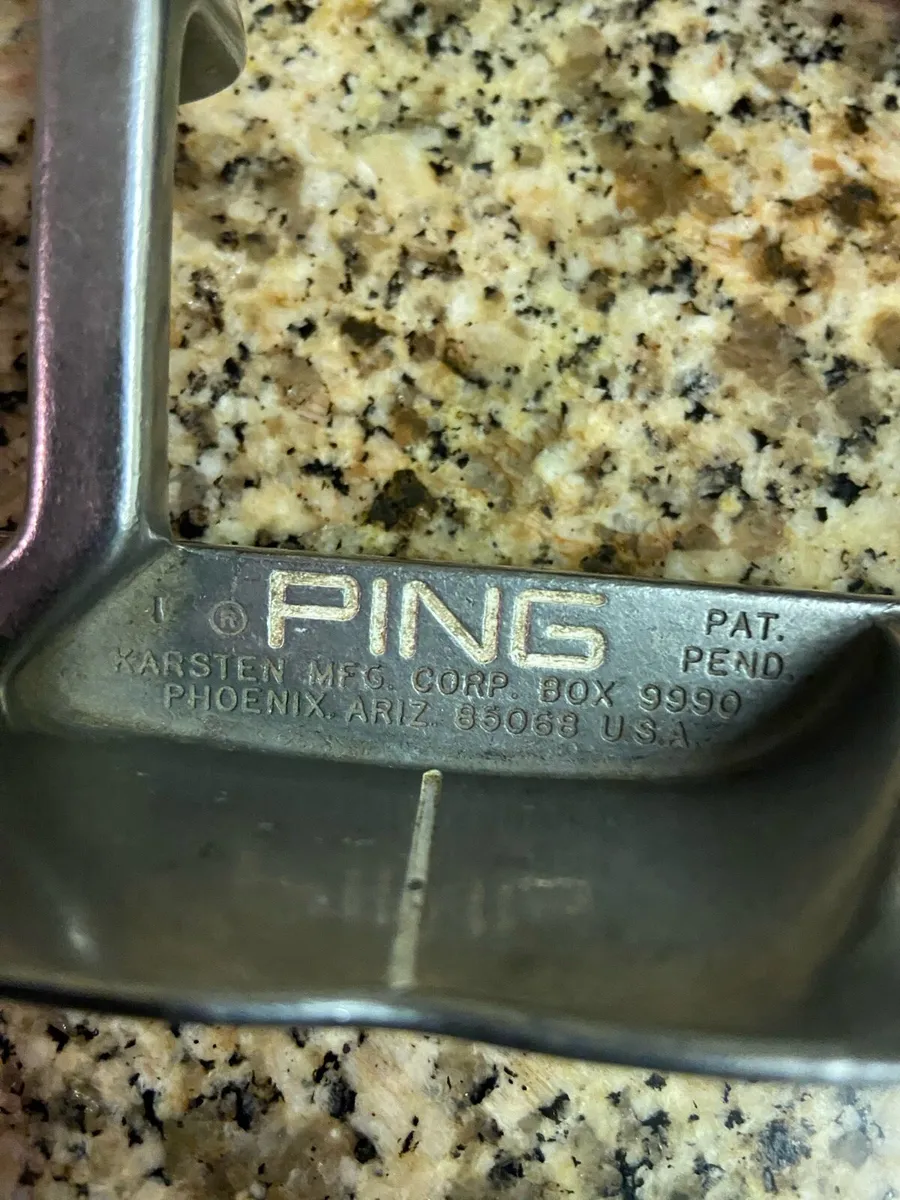 ® PING
PAT.
PEND.
KARSTEN MFG. CORP. BOX 9990
PHOENIX. ARIZ. 85068 U.S.A.